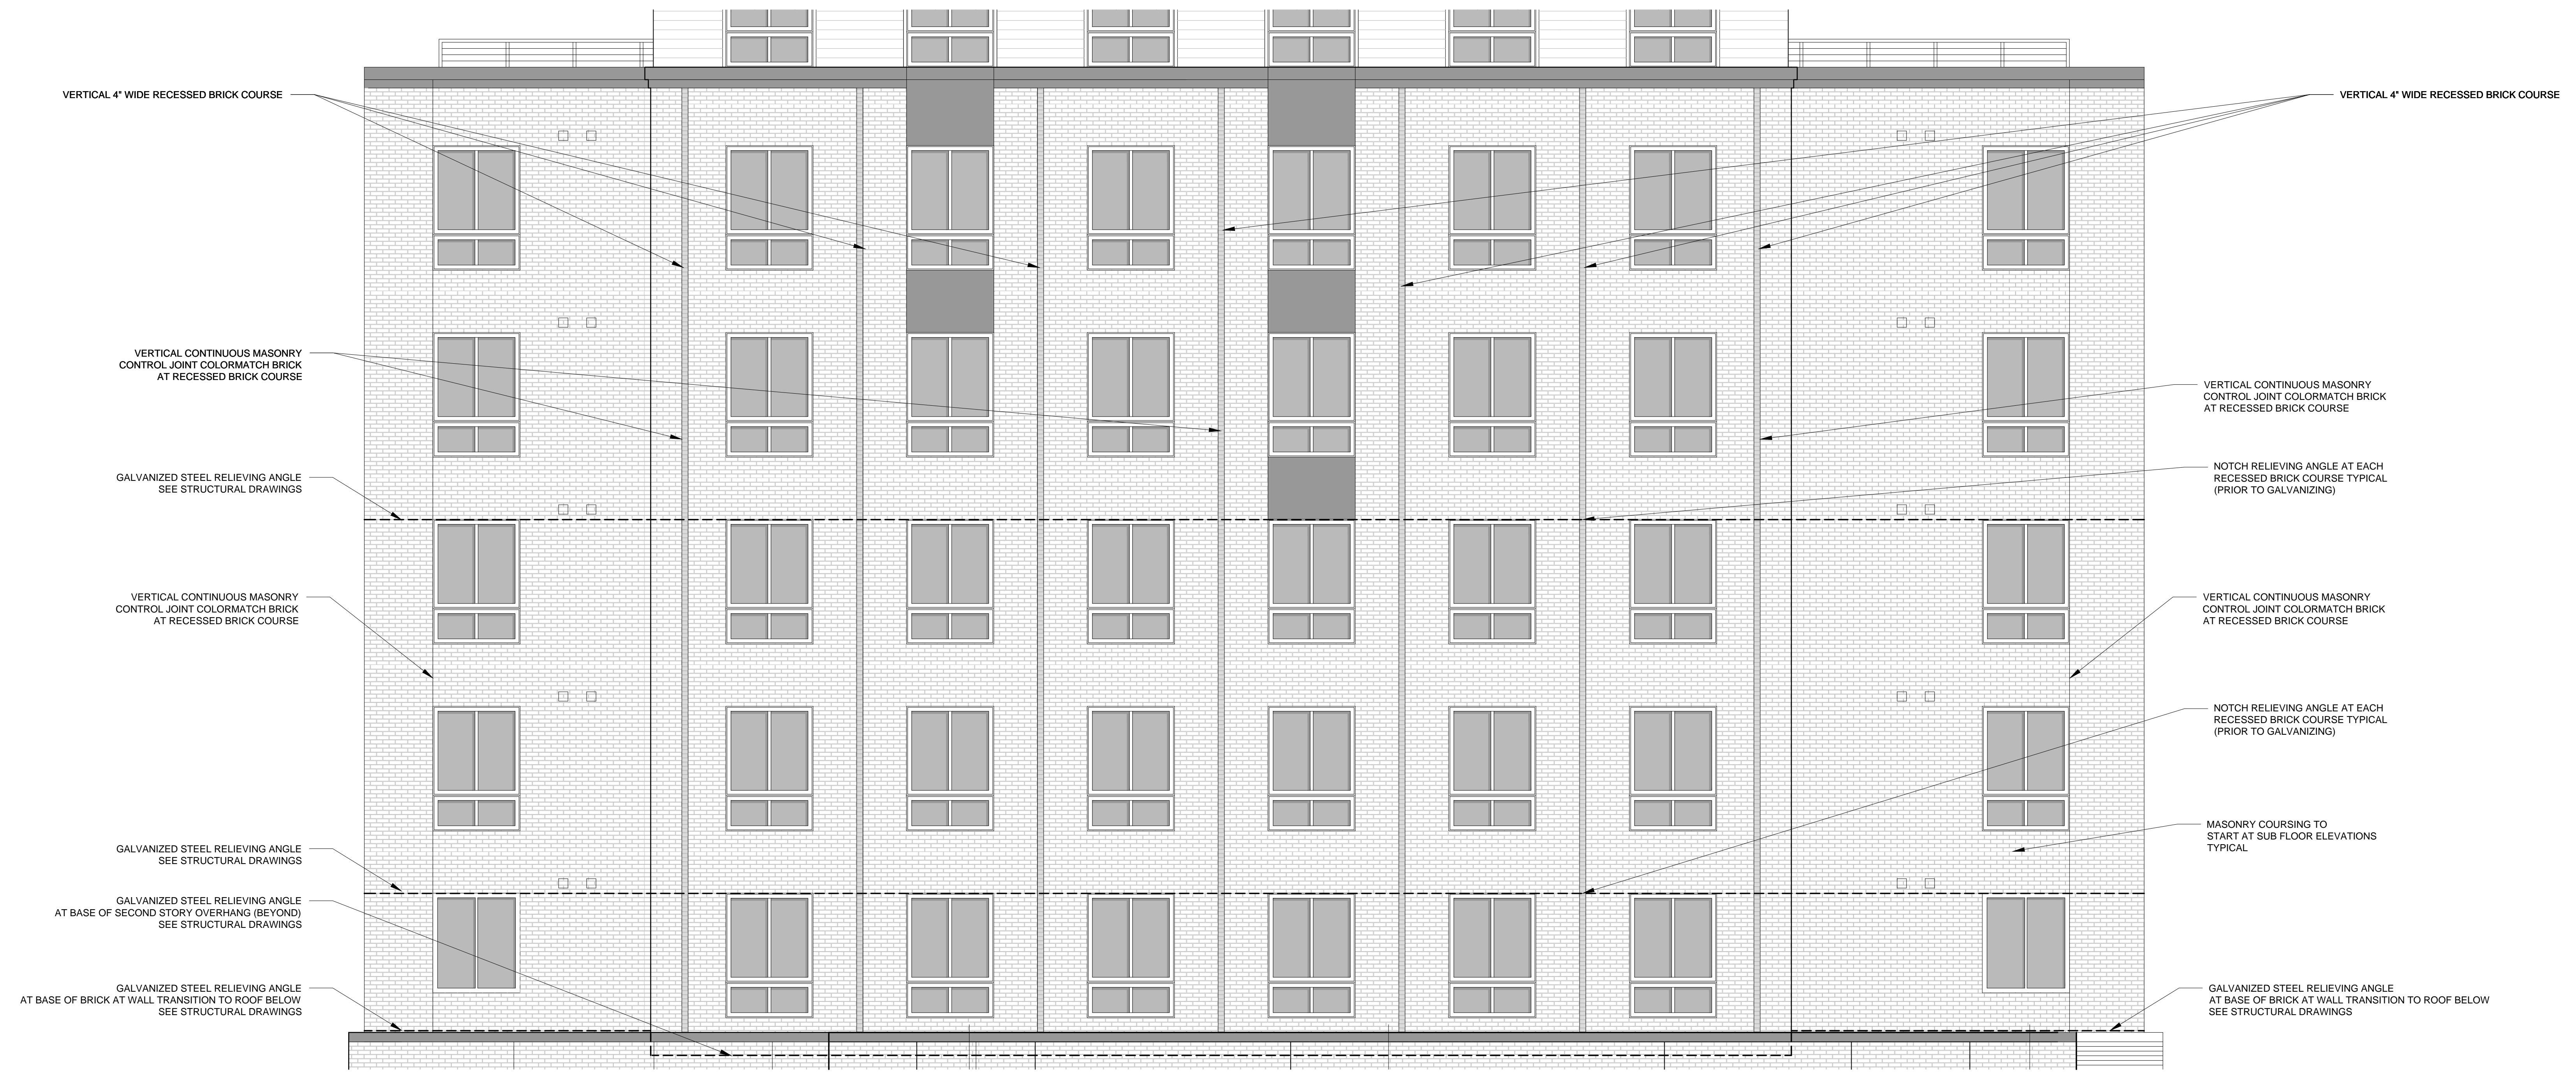 VERTICAL 4" WIDE RECESSED BRICK COURSE
VERTICAL CONTINUOUS MASONRY
CONTROL JOINT COLORMATCH BRICK
AT RECESSED BRICK COURSE
GALVANIZED STEEL RELIEVING ANGLE
SEE STRUCTURAL DRAWINGS
VERTICAL CONTINUOUS MASONRY
CONTROL JOINT COLORMATCH BRICK
AT RECESSED BRICK COURSE
GALVANIZED STEEL RELIEVING ANGLE
SEE STRUCTURAL DRAWINGS
GALVANIZED STEEL RELIEVING ANGLE
AT BASE OF SECOND STORY OVERHANG (BEYOND)
SEE STRUCTURAL DRAWINGS
GALVANIZED STEEL RELIEVING ANGLE
AT BASE OF BRICK AT WALL TRANSITION TO ROOF BELOW
SEE STRUCTURAL DRAWINGS
VERTICAL 4" WIDE RECESSED BRICK COURSE
VERTICAL CONTINUOUS MASONRY
CONTROL JOINT COLORMATCH BRICK
AT RECESSED BRICK COURSE
NOTCH RELIEVING ANGLE AT EACH
RECESSED BRICK COURSE TYPICAL
(PRIOR TO GALVANIZING)
VERTICAL CONTINUOUS MASONRY
CONTROL JOINT COLORMATCH BRICK
AT RECESSED BRICK COURSE
NOTCH RELIEVING ANGLE AT EACH
RECESSED BRICK COURSE TYPICAL
(PRIOR TO GALVANIZING)
MASONRY COURSING TO
START AT SUB FLOOR ELEVATIONS
TYPICAL
GALVANIZED STEEL RELIEVING ANGLE
AT BASE OF BRICK AT WALL TRANSITION TO ROOF BELOW
SEE STRUCTURAL DRAWINGS